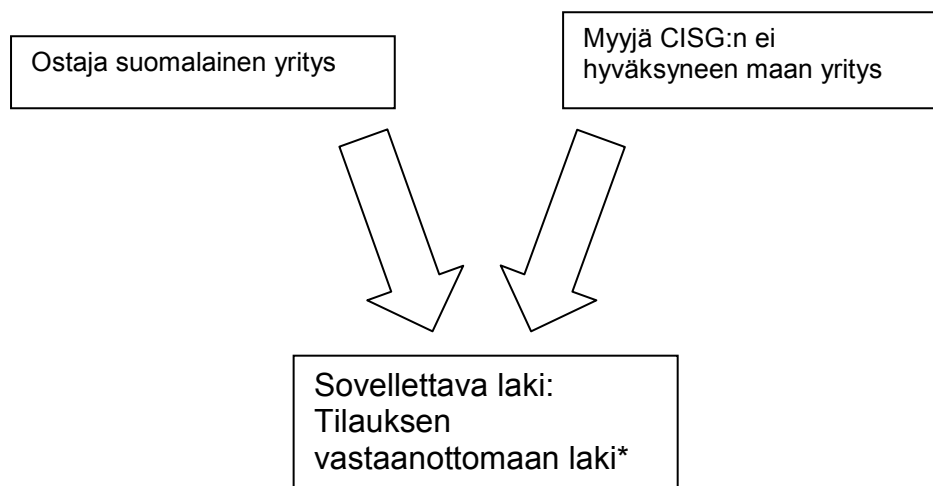 Ostaja suomalainen yritys
Myyjä CISG:n ei
hyväksyneen maan yritys
Sovellettava laki:
Tilauksen
vastaanottomaan laki*